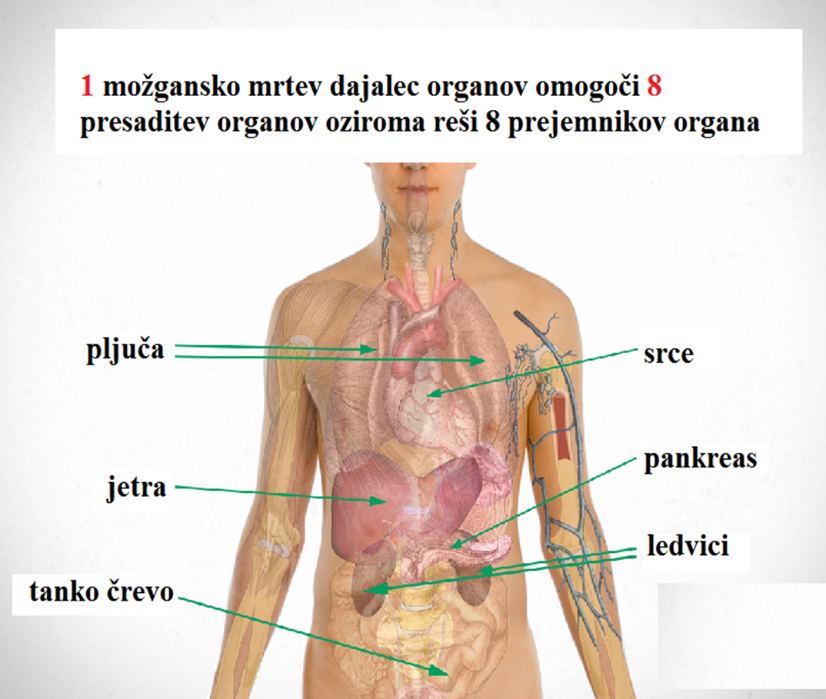 1 možgansko mrtev dajalec organov omogoči 8
presaditev organov oziroma reši 8 prejemnikov organa
pljuča
srce
pankreas
jetra
ledvici
tanko črevo